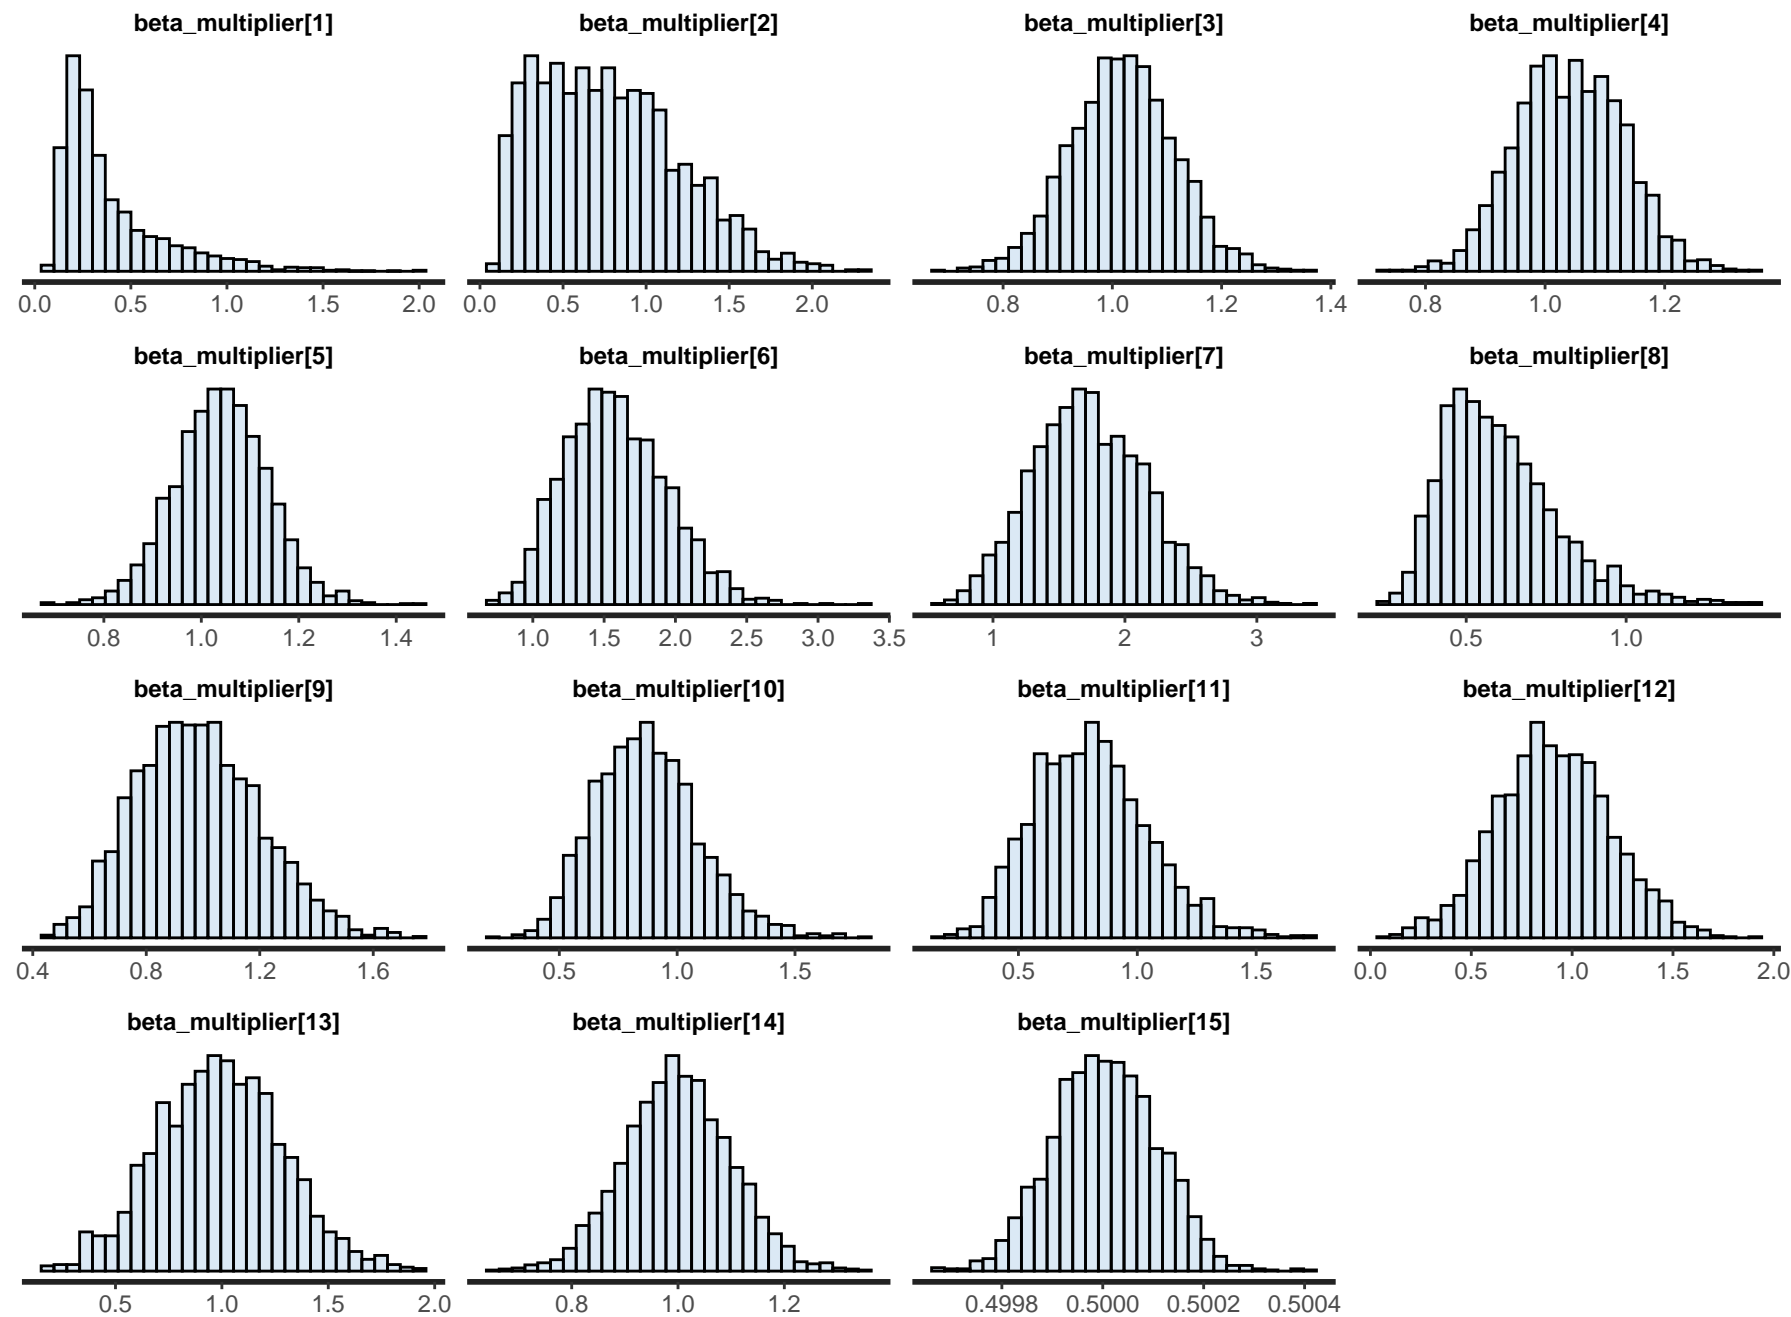 beta_multiplier[1] beta_multiplier[2] beta_multiplier[3] beta_multiplier[4]
0.0 0.5 1.0 1.5 2.0 0.0 0.5 1.0 1.5 2.0 0.8 1.0 1.2 1.4 0.8 1.0 1.2
beta_multiplier[5] beta_multiplier[6] beta_multiplier[7] beta_multiplier[8]
0.8 1.0 1.2 1.4 1.0 1.5 2.0 2.5 3.0 3.5 1 2 3 0.5 1.0
beta_multiplier[9] beta_multiplier[10] beta_multiplier[11] beta_multiplier[12]
0.4 0.8 1.2 1.6 0.5 1.0 1.5 0.5 1.0 1.5 0.0 0.5 1.0 1.5 2.0
beta_multiplier[13] beta_multiplier[14] beta_multiplier[15]
0.5 1.0 1.5 2.0 0.8 1.0 1.2 0.4998 0.5000 0.5002 0.5004